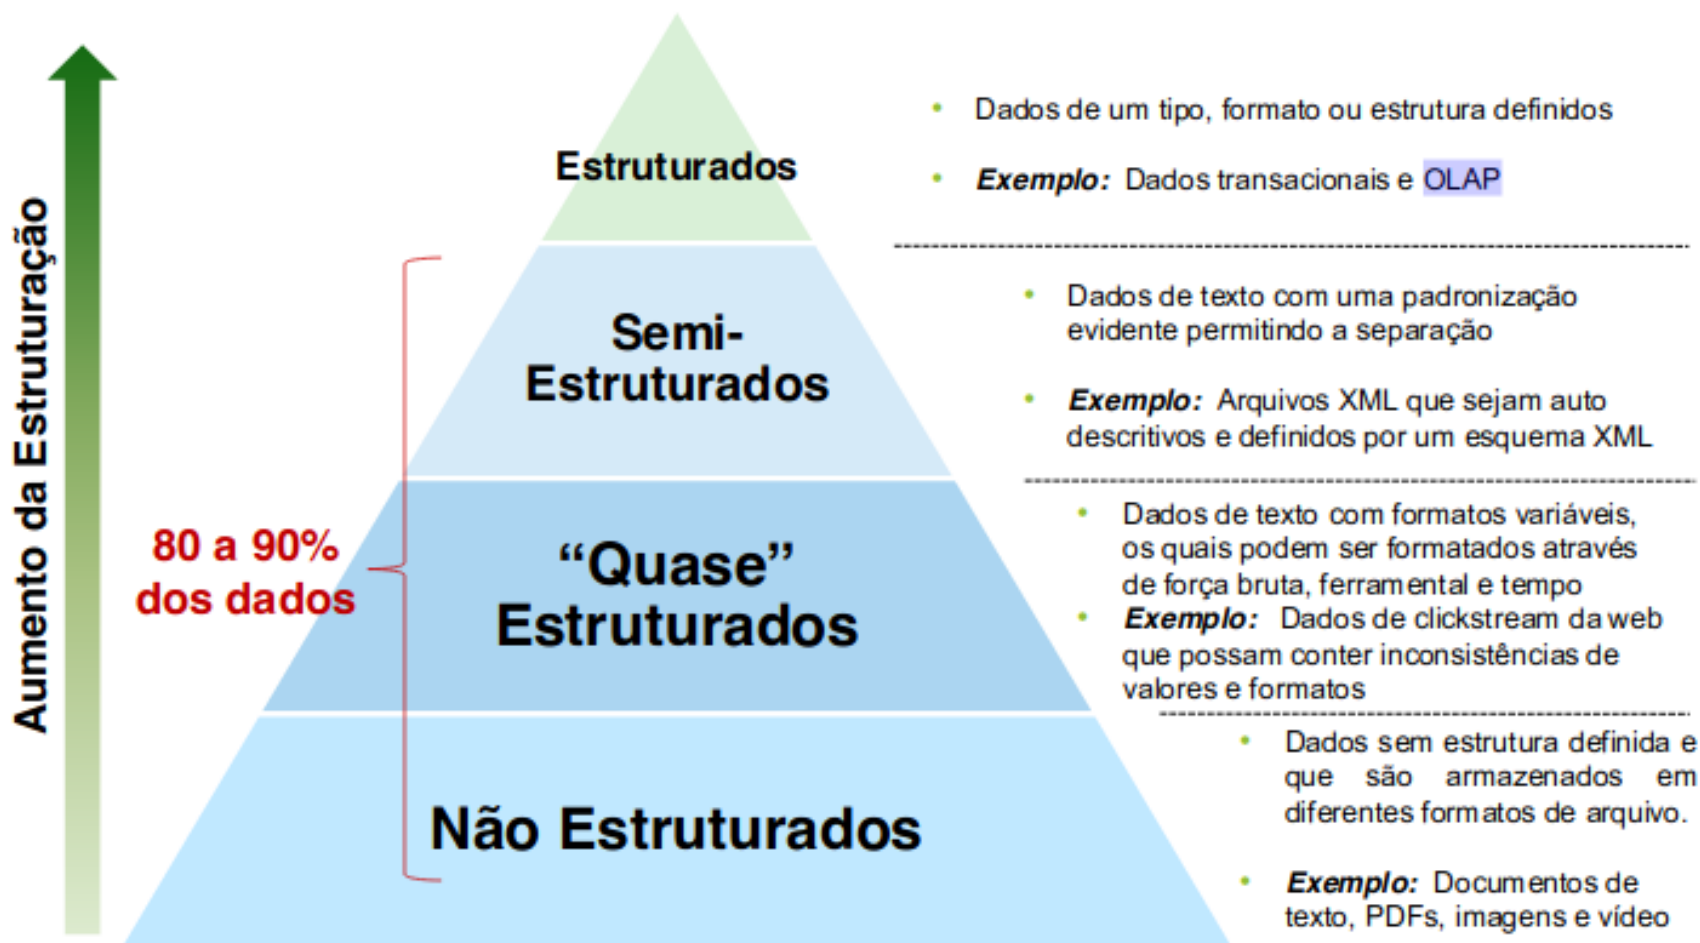 Aumento da Estruturação
80 a 90%
dos dados
Estruturados
• Dados de um tipo, formato ou estrutura definidos
• Exemplo: Dados transacionais e OLAP
Semi-
Estruturados
• Dados de texto com uma padronização
evidente permitindo a separação
• Exemplo: Arquivos XML que sejam auto
descritivos e definidos por um esquema XML
“Quase”
Estruturados
• Dados de texto com formatos variáveis,
os quais podem ser formatados através
de força bruta, ferramental e tempo
• Exemplo: Dados de clickstream da web
que possam conter inconsistências de
valores e formatos
Não Estruturados
• Dados sem estrutura definida e
que são armazenados em
diferentes formatos de arquivo.
• Exemplo: Documentos de
texto, PDFs, imagens e vídeo